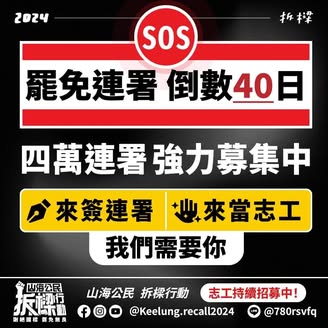 2024
拆樑
SOS
罷免連署 倒數40日
四萬連署 強力募集中
來簽連署
來當志工
我們需要你
山海公民
拆樑行動
山海公民 拆樑行動
志工持續招募中!
@Keelung.recall2024
@780rsvfq